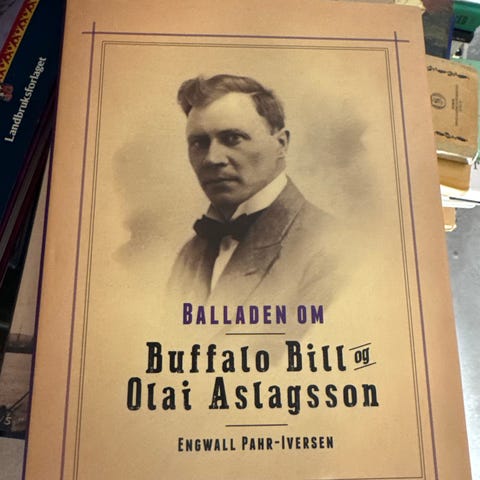 Landbruksforlaget
BALLADEN OM
BUFFALO BILL og
OLAI ASLAGSSON
ENGWALL PAHR-IVERSEN